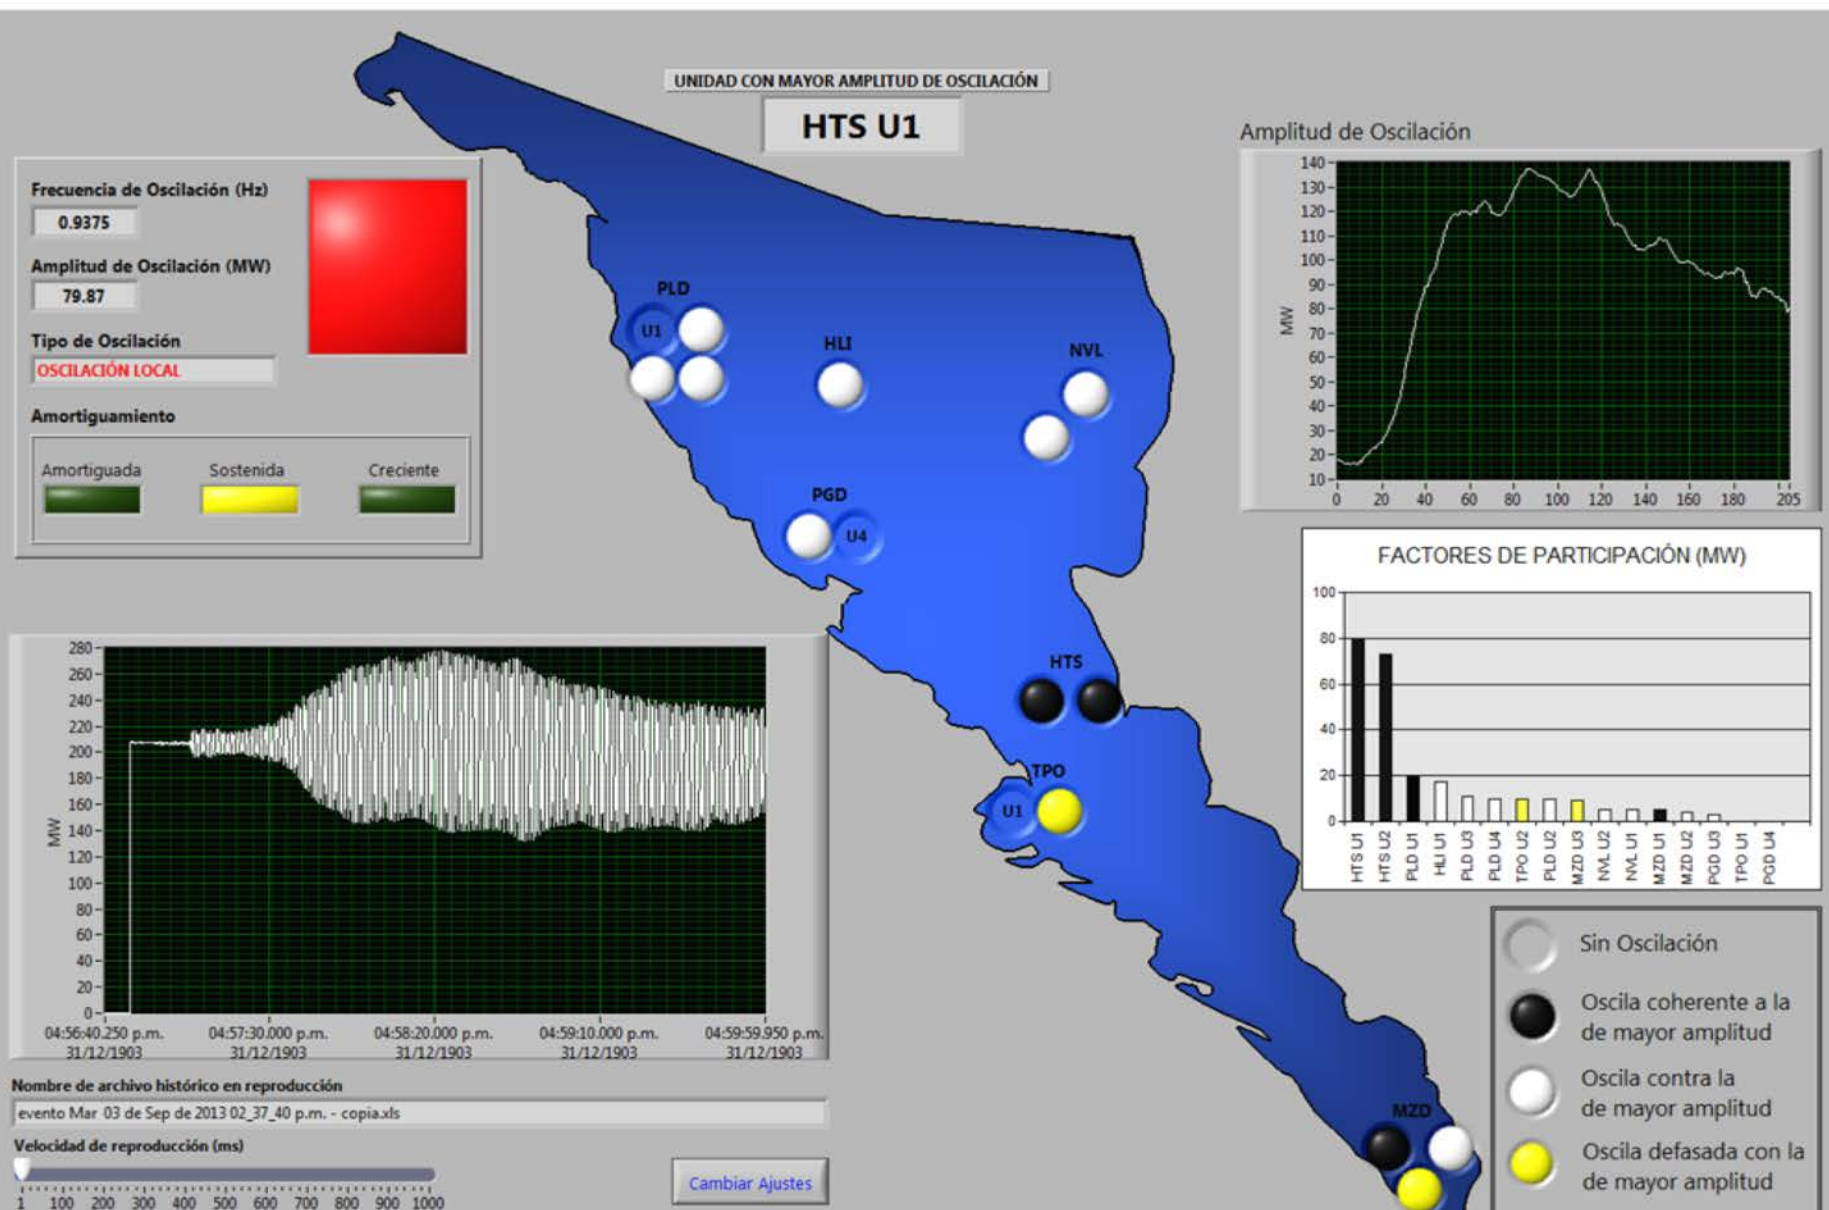 UNIDAD CON MAYOR AMPLITUD DE OSCILACIÓN
HTS U1
Frecuencia de Oscilación (Hz)
0.9375
Amplitud de Oscilación (MW)
79.87
Tipo de Oscilación
OSCILACIÓN LOCAL
Amortiguamiento
Amortiguada Sostenida Creciente
PLD
U1
HLI
NVL
PGD
U4
HTS
TPO
U1
MZD
Amplitud de Oscilación
MW
140
130
120
110
100
90
80
70
60
50
40
30
20
10
0 20 40 60 80 100 120 140 160 180 205
FACTORES DE PARTICIPACIÓN (MW)
100
80
60
40
20
0
HTS U1
HTS U2
PLD U1
HLI U1
PLD U3
PLD U4
TPO U2
PLD U2
MZD U3
NVL U2
NVL U1
MZD U1
MZD U2
PGD U3
TPO U1
PGD U4
Sin Oscilación
Oscila coherente a la
de mayor amplitud
Oscila contra la
de mayor amplitud
Oscila defasada con la
de mayor amplitud
MW
280
260
240
220
200
180
160
140
120
100
80
60
40
20
0
04:56:40.250 p.m. 04:57:30.000 p.m. 04:58:20.000 p.m. 04:59:10.000 p.m. 04:59:59.950 p.m.
31/12/1903 31/12/1903 31/12/1903 31/12/1903 31/12/1903
Nombre de archivo histórico en reproducción
evento Mar 03 de Sep de 2013 02_37_40 p.m. - copia.xls
Velocidad de reproducción (ms)
1 100 200 300 400 500 600 700 800 900 1000
Cambiar Ajustes